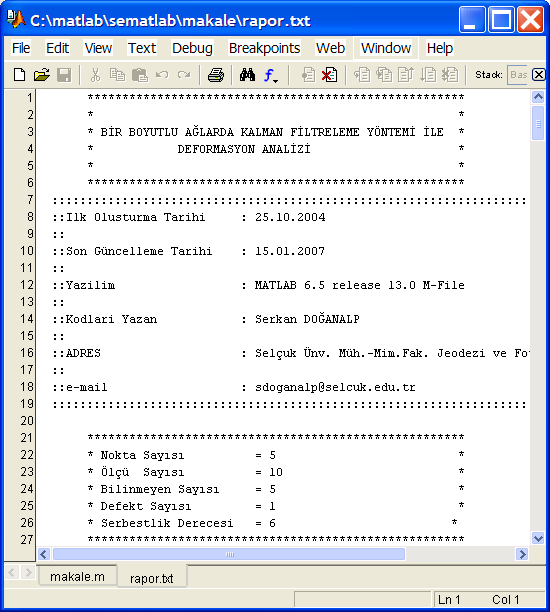 C:\matlab\sematlab\makale\rapor.txt
File Edit View Text Debug Breakpoints Web Window Help
Stack: Bas
1 ******************************************************
2 * *
3 * BİR BOYUTLU AĞLARDA KALMAN FİLTRELEME YÖNTEMİ İLE *
4 * DEFORMASYON ANALİZİ *
5 * *
6 ******************************************************
7 ::::::::::::::::::::::::::::::::::::::::::::::::::::::::::::::::::::
8 ::Ilk Olusturma Tarihi : 25.10.2004
9 ::
10 ::Son Güncelleme Tarihi : 15.01.2007
11 ::
12 ::Yazilim : MATLAB 6.5 release 13.0 M-File
13 ::
14 ::Kodlari Yazan : Serkan DOĞANALP
15 ::
16 ::ADRES : Selçuk Ünv. Müh.-Mim.Fak. Jeodezi ve Fo
17 ::
18 ::e-mail : sdoganalp@selcuk.edu.tr
19 ::::::::::::::::::::::::::::::::::::::::::::::::::::::::::::::::::::
20
21 ******************************************************
22 * Nokta Sayısı = 5 *
23 * Ölçü Sayısı = 10 *
24 * Bilinmeyen Sayısı = 5 *
25 * Defekt Sayısı = 1 *
26 * Serbestlik Derecesi = 6 *
27 ******************************************************
makale.m rapor.txt
Ln 1 Col 1